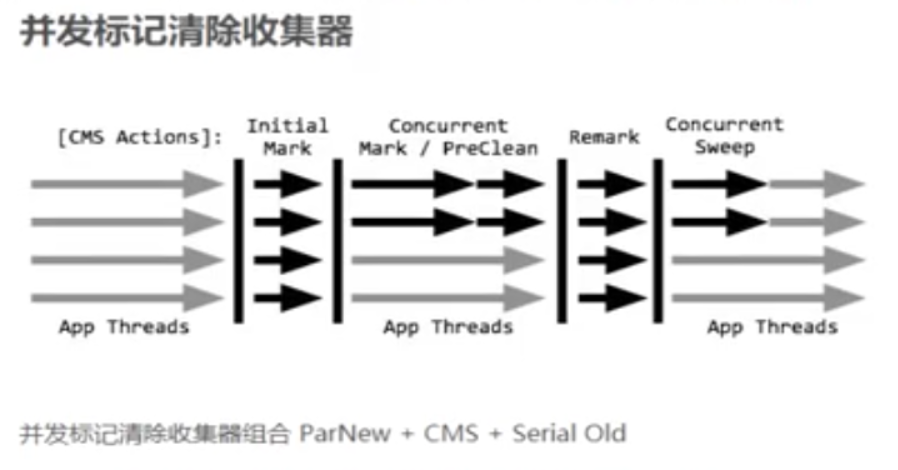 并发标记清除收集器
[CMS Actions]:
Initial
Mark
Concurrent
Mark / PreClean
Remark
Concurrent
Sweep
App Threads
App Threads
App Threads
并发标记清除收集器组合 ParNew + CMS + Serial Old